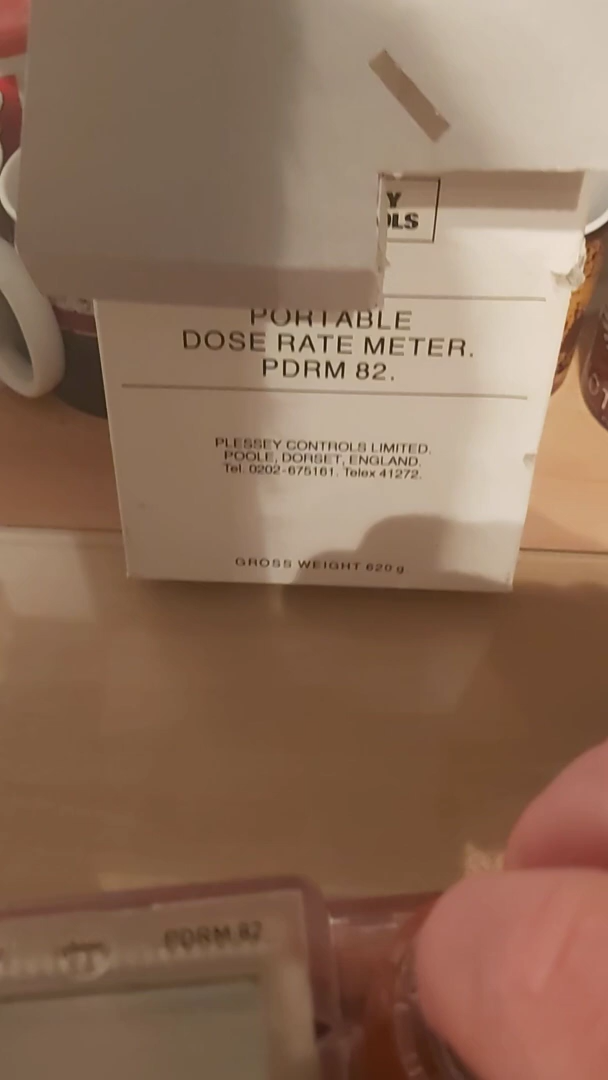 Y
OLS
PORTABLE
DOSE RATE METER.
PDRM 82.
PLESSEY CONTROLS LIMITED.
POOLE, DORSET, ENGLAND.
Tel. 0202-675161. Telex 41272.
GROSS WEIGHT 620g
PDRM 82